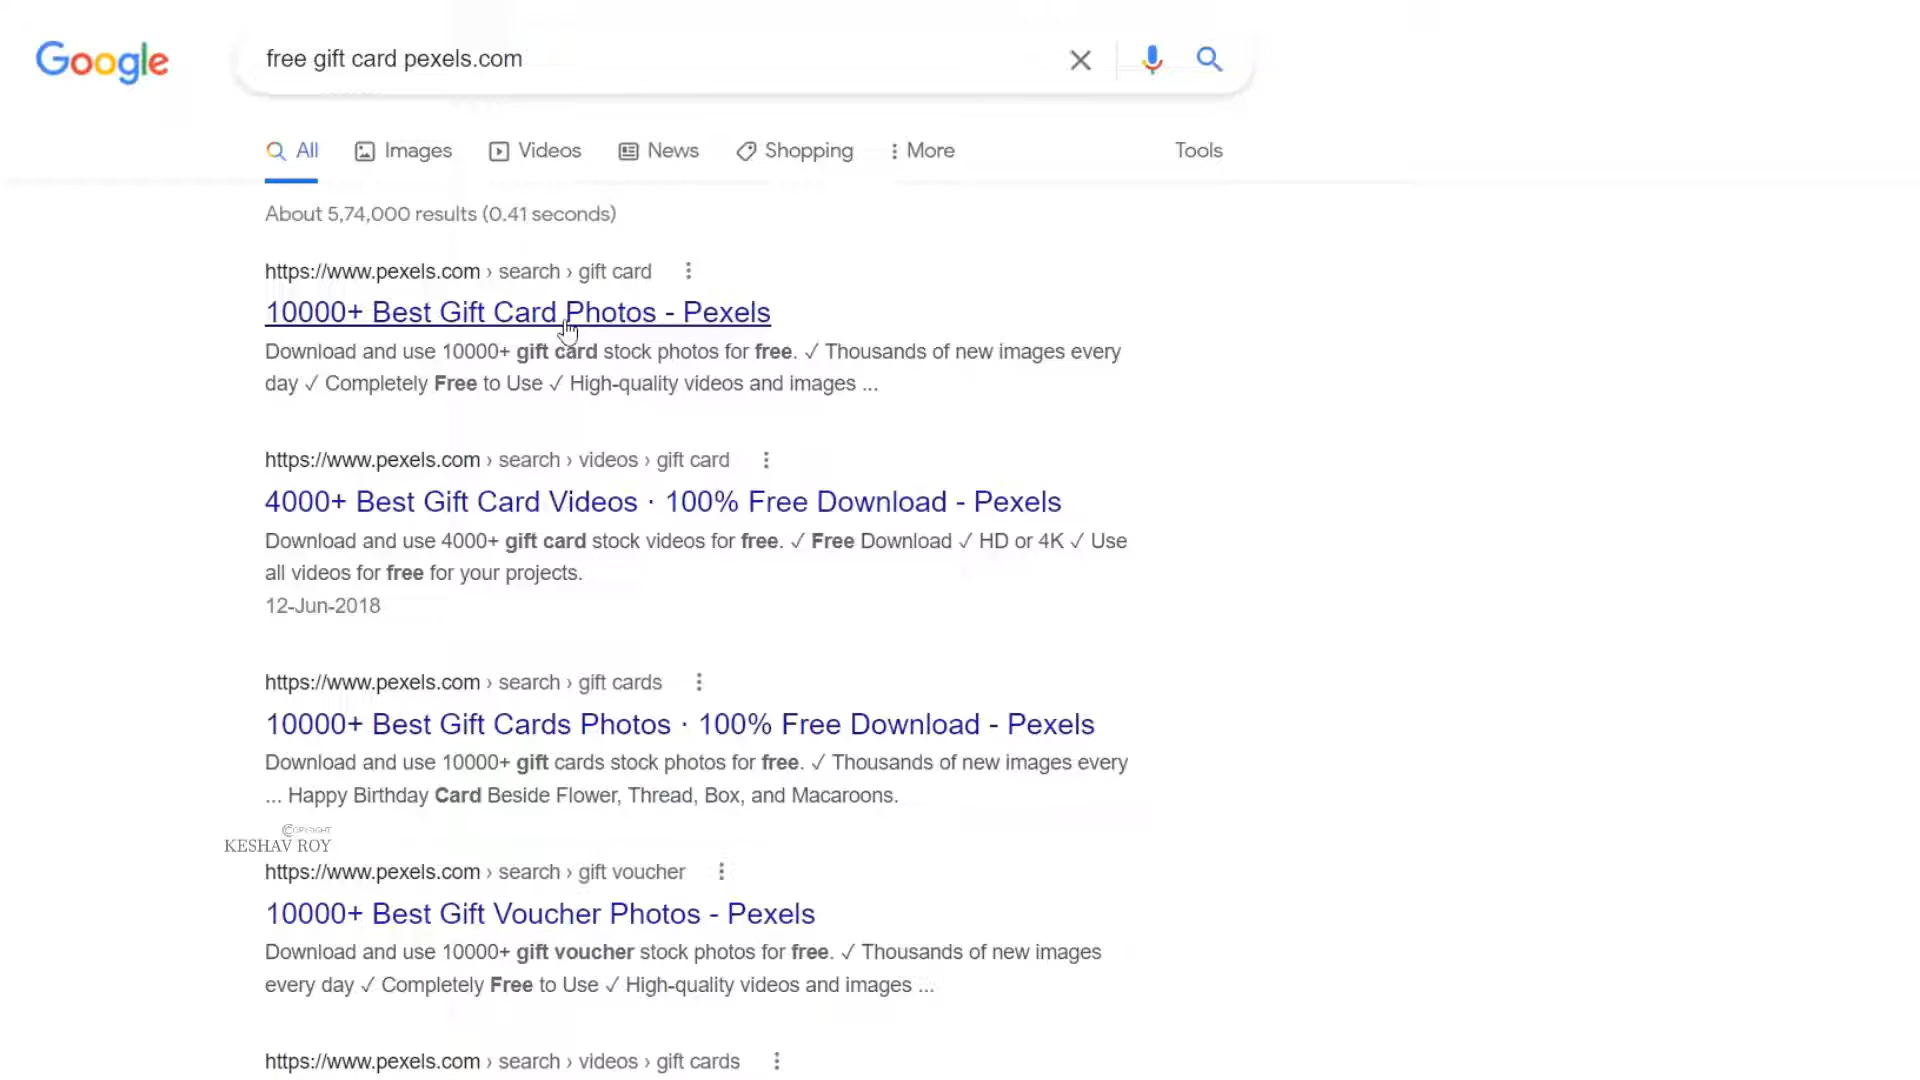 Google
free gift card pexels.com
All
Images
Videos
News
Shopping
More
Tools
About 5,74,000 results (0.41 seconds)
https://www.pexels.com › search › gift card
10000+ Best Gift Card Photos - Pexels
Download and use 10000+ gift card stock photos for free. ✓ Thousands of new images every
day ✓ Completely Free to Use ✓ High-quality videos and images ...
https://www.pexels.com › search › videos › gift card
4000+ Best Gift Card Videos · 100% Free Download - Pexels
Download and use 4000+ gift card stock videos for free. ✓ Free Download ✓ HD or 4K ✓ Use
all videos for free for your projects.
12-Jun-2018
https://www.pexels.com › search › gift cards
10000+ Best Gift Cards Photos · 100% Free Download - Pexels
Download and use 10000+ gift cards stock photos for free. ✓ Thousands of new images every
... Happy Birthday Card Beside Flower, Thread, Box, and Macaroons.
©OPYRIGHT
KESHAV ROY
https://www.pexels.com › search › gift voucher
10000+ Best Gift Voucher Photos - Pexels
Download and use 10000+ gift voucher stock photos for free. ✓ Thousands of new images
every day ✓ Completely Free to Use ✓ High-quality videos and images ...
https://www.pexels.com › search › videos › gift cards